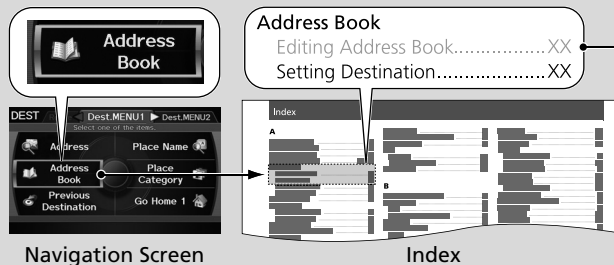 Address
Book
Address Book
Editing Address Book..................XX
Setting Destination...................XX
DEST
Dest.MENU1 ▶ Dest.MENU2
Select one of the items.
Address
Place Name
Address
Book
Place
Category
Previous
Destination
Go Home 1
Index
A
B
Navigation Screen
Index